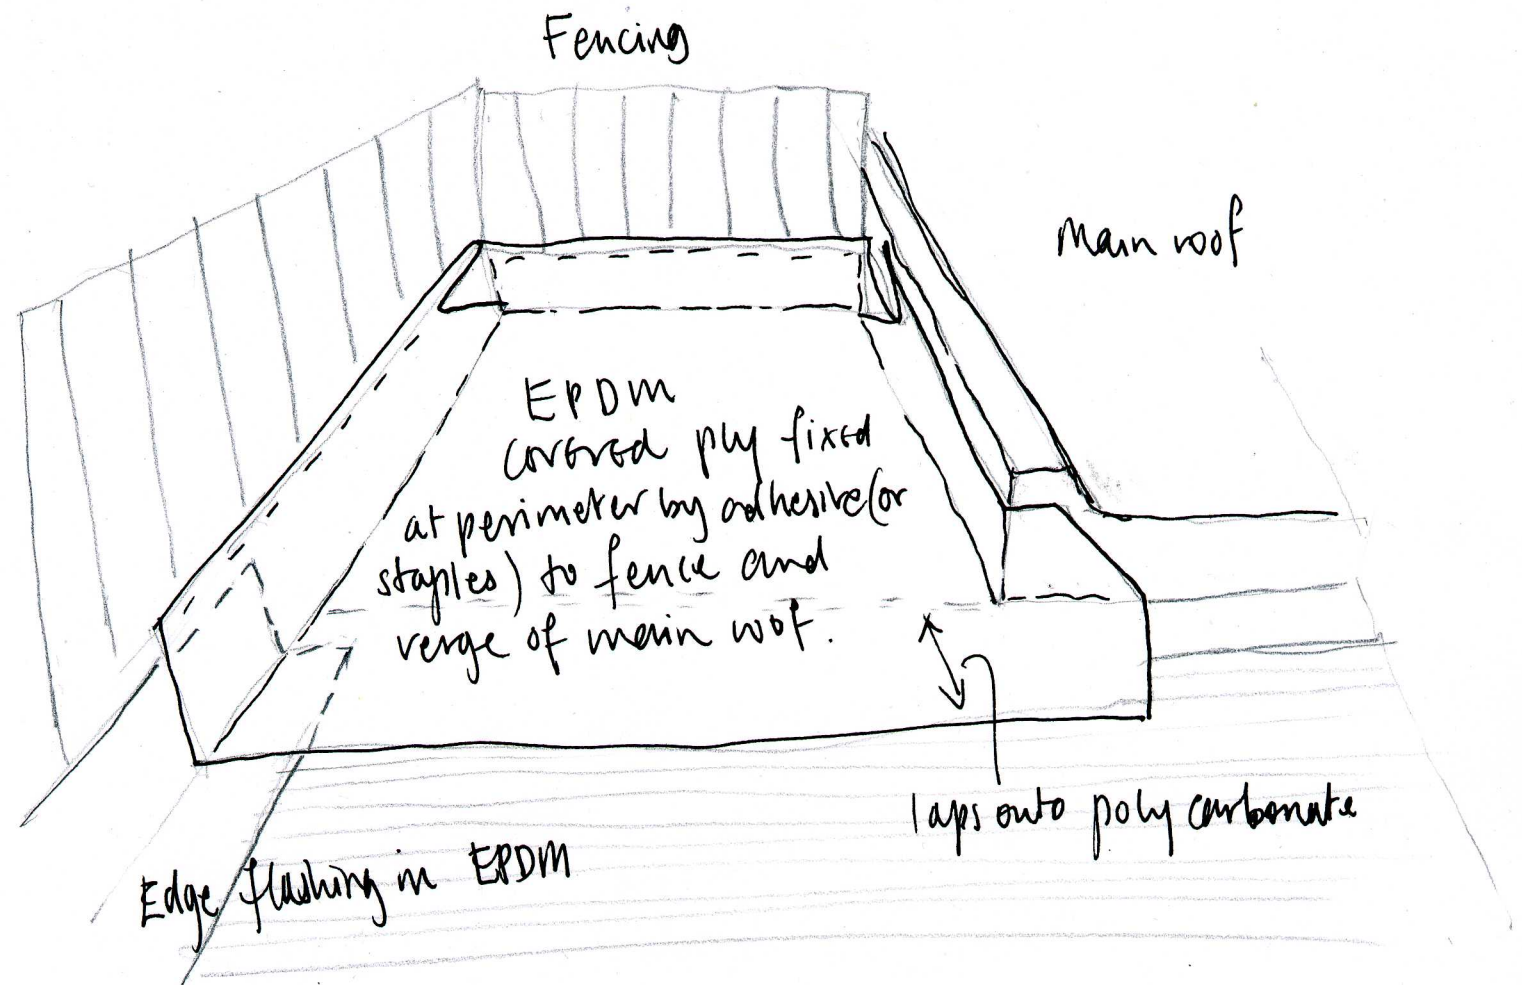 Fencing
Main roof
EPDM
covered ply fixed
at perimeter by adhesive (or
staples) to fence and
verge of main roof.
laps onto polycarbonate
Edge flashing in EPDM